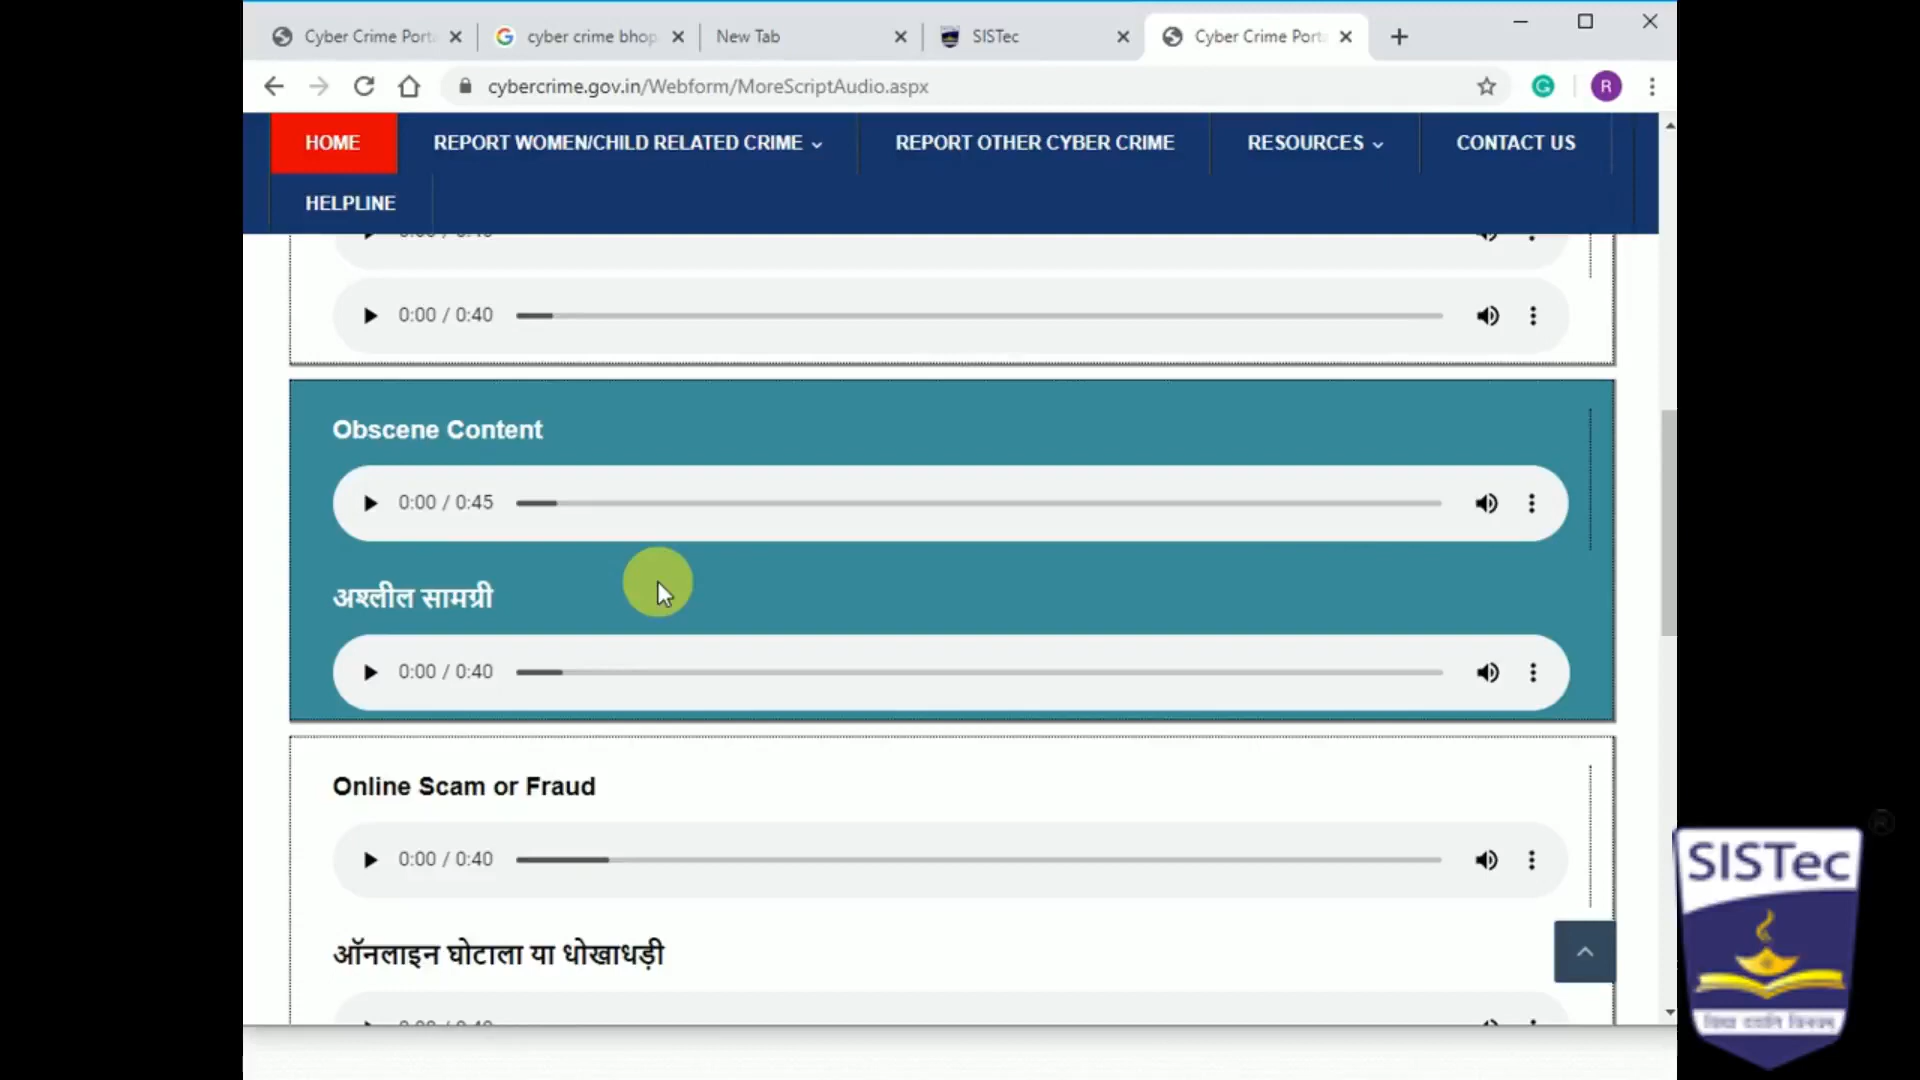 Cyber Crime Port
cyber crime bhop
New Tab
SISTec
Cyber Crime Port
cybercrime.gov.in/Webform/MoreScriptAudio.aspx
R
HOME
REPORT WOMEN/CHILD RELATED CRIME
REPORT OTHER CYBER CRIME
RESOURCES
CONTACT US
HELPLINE
0:00 / 0:40
Obscene Content
0:00 / 0:45
अश्लील सामग्री
0:00 / 0:40
Online Scam or Fraud
0:00 / 0:40
ऑनलाइन घोटाला या धोखाधड़ी
SISTec
®